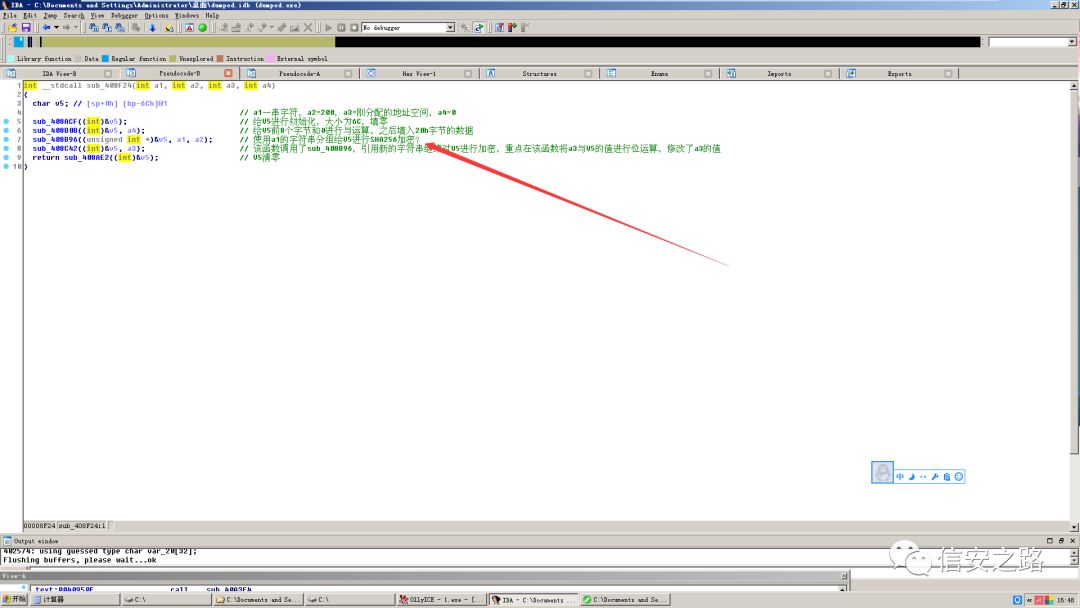 IDA - C:\Documents and Settings\Administrator\桌面\dumped.idb (dumped.exe)
File Edit Jump Search View Debugger Options Windows Help
No debugger
Library function Data Regular function Unexplored Instruction External symbol
IDA View-B Pseudocode-B Pseudocode-A Hex View-1 Structures Enums Imports Exports
1 int __stdcall sub_408F24(int a1, int a2, int a3, int a4)
2 {
3 char v5; // [sp+0h] [bp-6Ch]@1
4 // a1一串字符, a2=200, a3=刚分配的地址空间, a4=0
5 sub_408ACF((int)&v5); // 给V5进行初始化, 大小为6C, 填零
6 sub_408B0B((int)&v5, a4); // 给V5前8个字节和0进行与运算, 之后填入20h字节的数据
7 sub_408B96((unsigned int *)&v5, a1, a2); // 使用a1的字符串分组给V5进行SHA256加密?
8 sub_408C42((int)&v5, a3); // 该函数调用了sub_408B96, 引用新的字符串继续对V5进行加密, 重点在该函数将a3与V5的值进行位运算, 修改了a3的值
9 return sub_408AE2((int)&v5); // V5清零
10 }
中
00008F24 sub_408F24:1
Output window
402574: using guessed type char var_20[32];
Flushing buffers, please wait...ok
View-A
.text:0040950F call sub_4083F4
信安之路
开始 计算器 C:\ C:\Documents and Se... C:\ OllyICE - 1.exe - [... IDA - C:\Documents ... C:\Documents and Se... 16:48